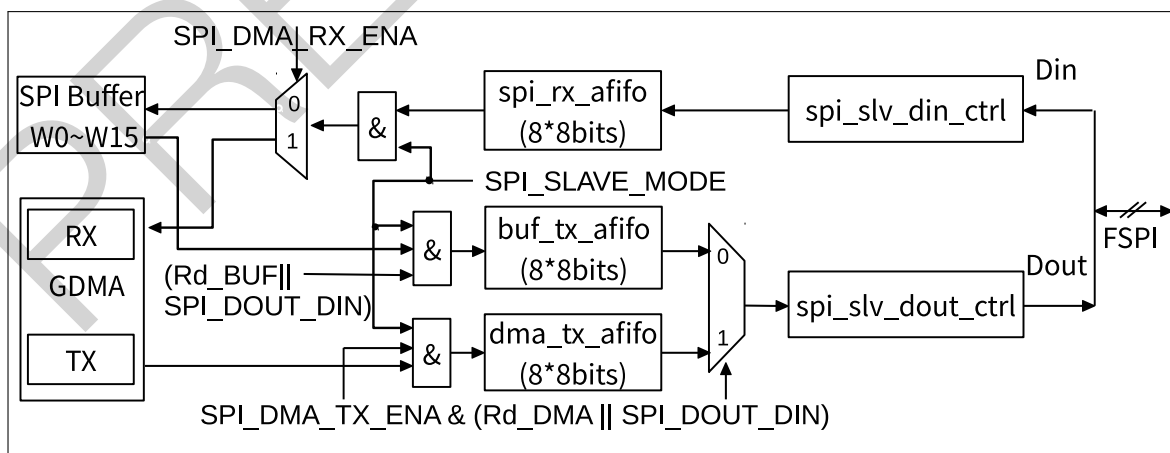 SPI_DMA_RX_ENA
SPI Buffer
W0~W15
0
1
&
spi_rx_afifo
(8*8bits)
spi_slv_din_ctrl
Din
SPI_SLAVE_MODE
RX
GDMA
TX
(Rd_BUF||
SPI_DOUT_DIN)
&
buf_tx_afifo
(8*8bits)
0
1
FSPI
Dout
spi_slv_dout_ctrl
&
dma_tx_afifo
(8*8bits)
SPI_DMA_TX_ENA & (Rd_DMA || SPI_DOUT_DIN)